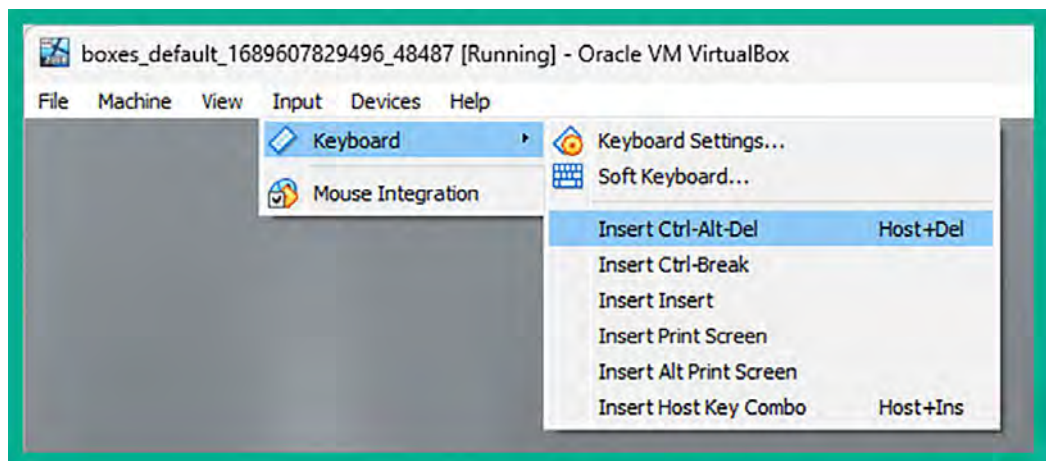 boxes_default_1689607829496_48487 [Running] - Oracle VM VirtualBox
File Machine View Input Devices Help
Keyboard
Mouse Integration
Keyboard Settings...
Soft Keyboard...
Insert Ctrl-Alt-Del Host+Del
Insert Ctrl-Break
Insert Insert
Insert Print Screen
Insert Alt Print Screen
Insert Host Key Combo Host+Ins